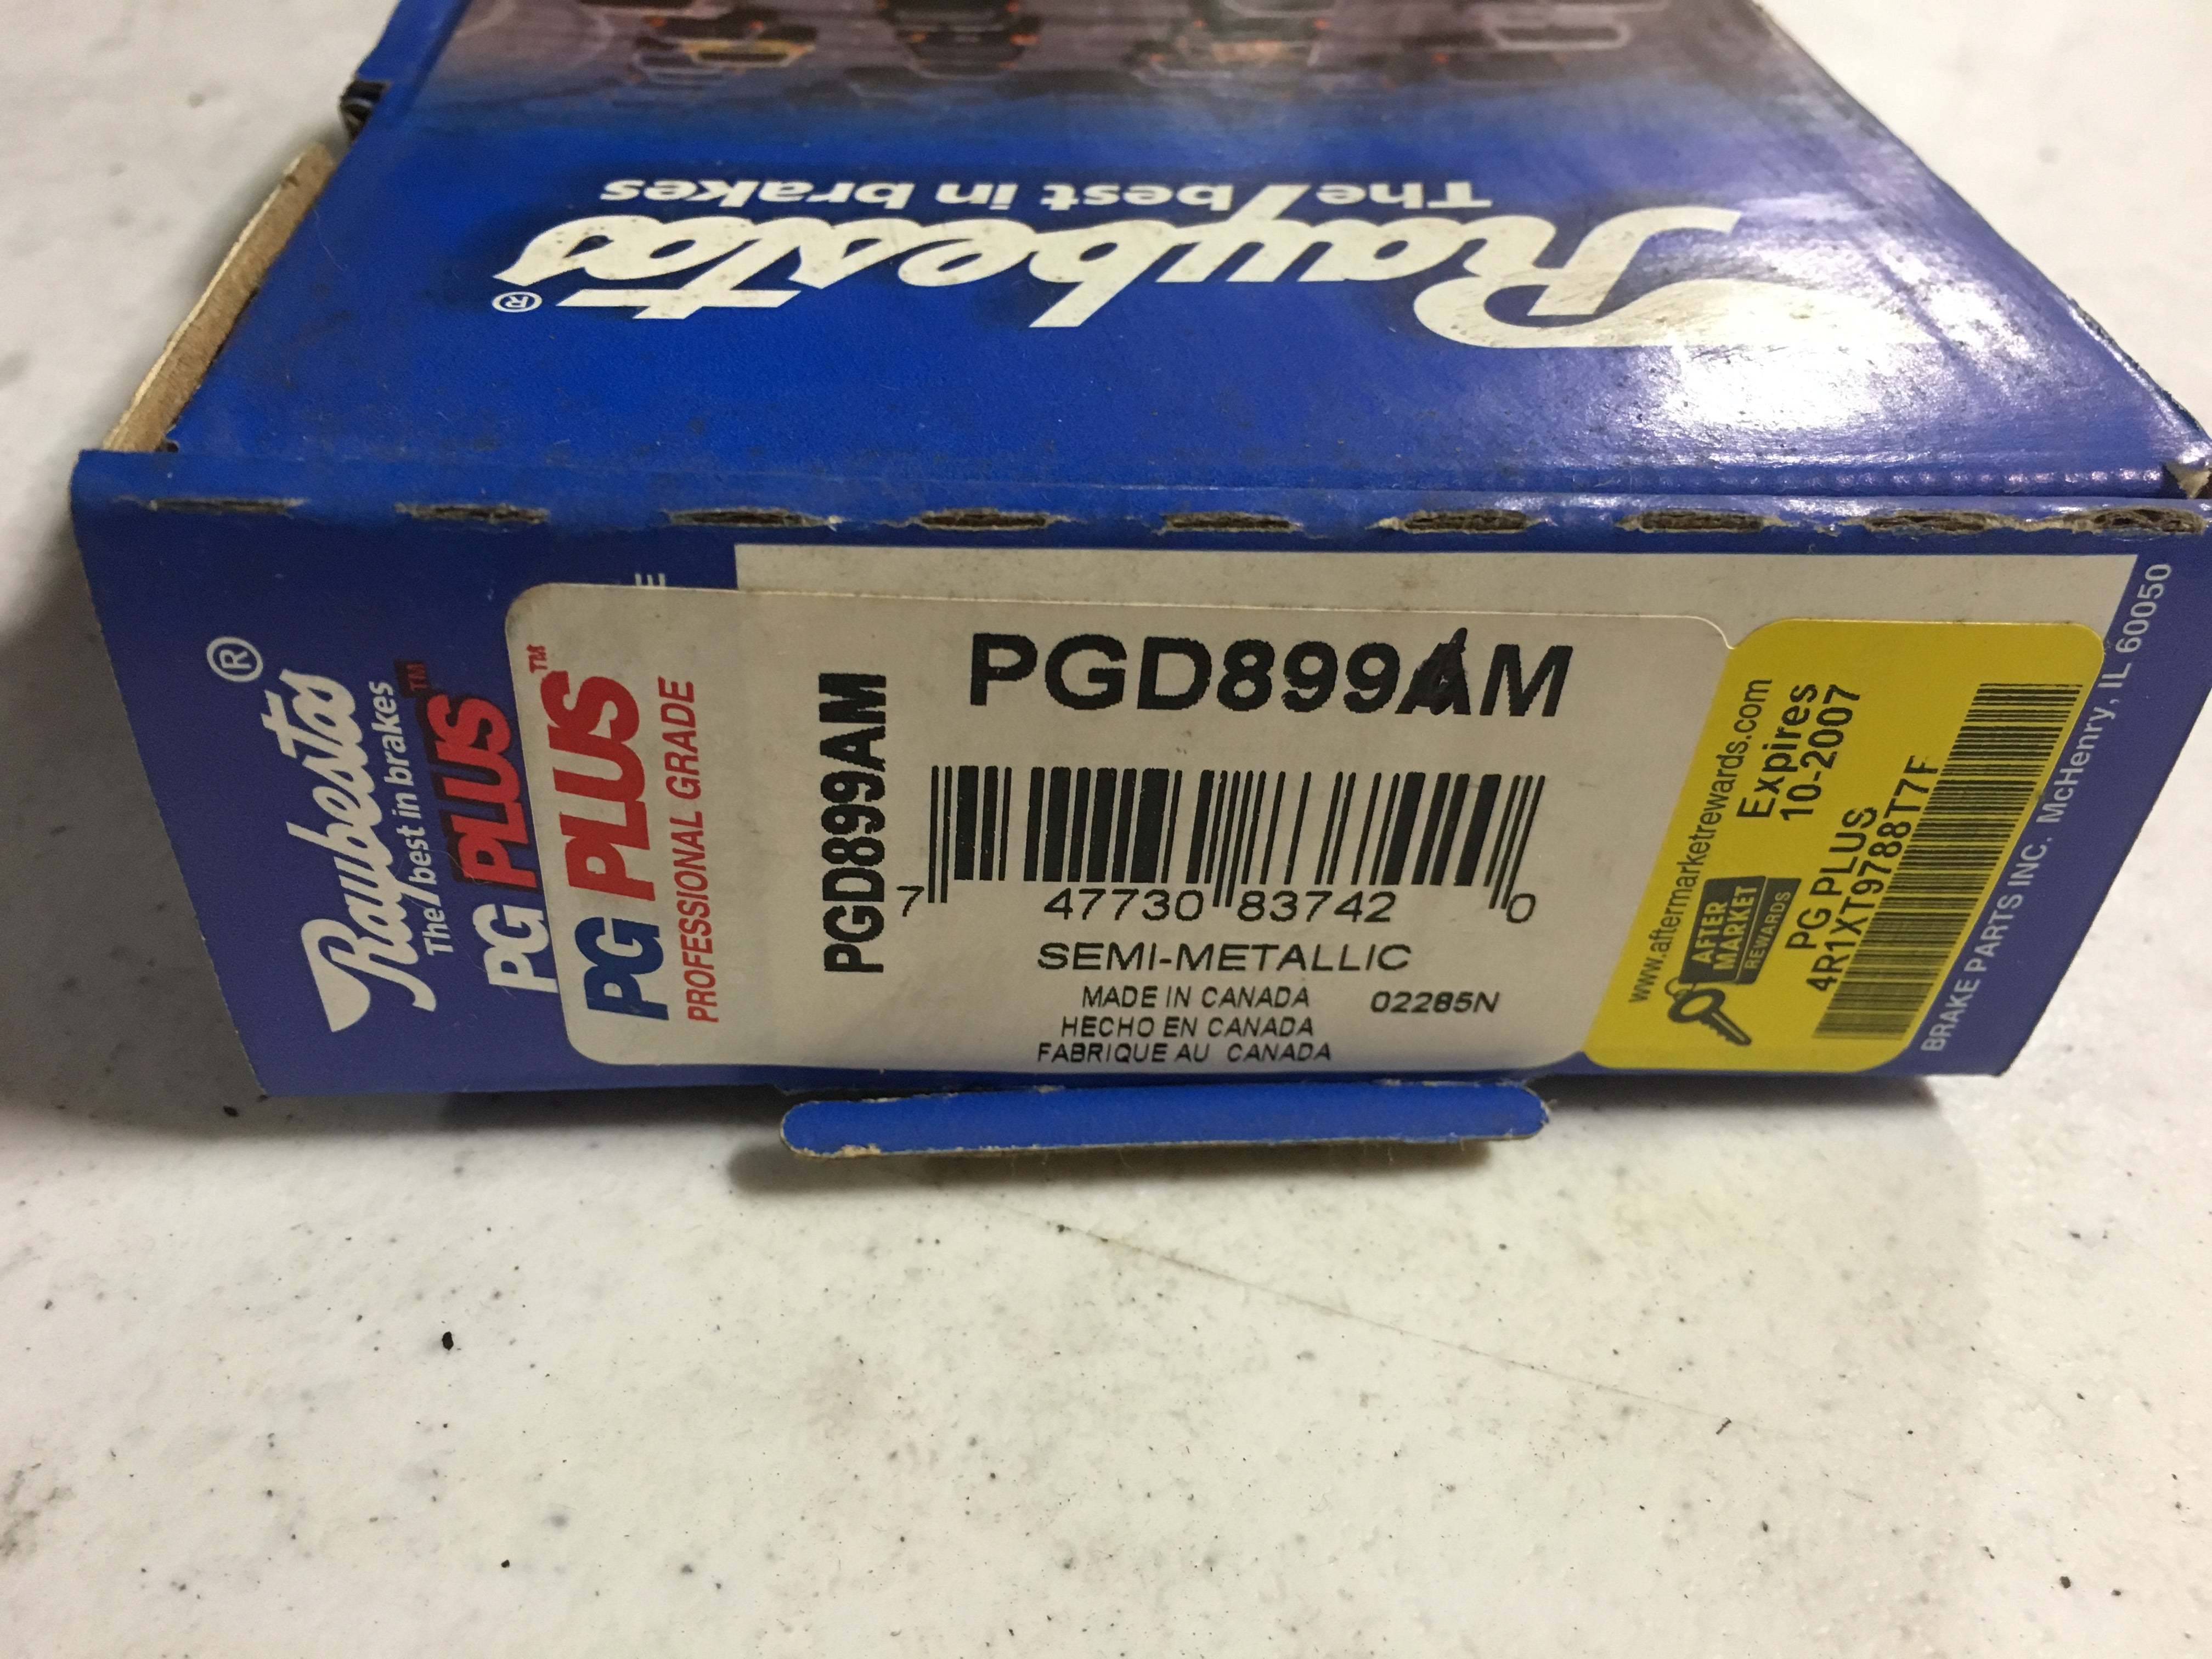 Raybestos®
The best in brakes
Raybestos®
The best in brakes
PG PLUS™
PG PLUS™
PROFESSIONAL GRADE
PGD899AM
PGD899AM
7 47730 83742 0
SEMI-METALLIC
MADE IN CANADA 02285N
HECHO EN CANADA
FABRIQUE AU CANADA
www.aftermarketrewards.com
Expires
10-2007
AFTER
MARKET
REWARDS
PG PLUS
4R1XT9788T7F
BRAKE PARTS INC. McHenry, IL 60050